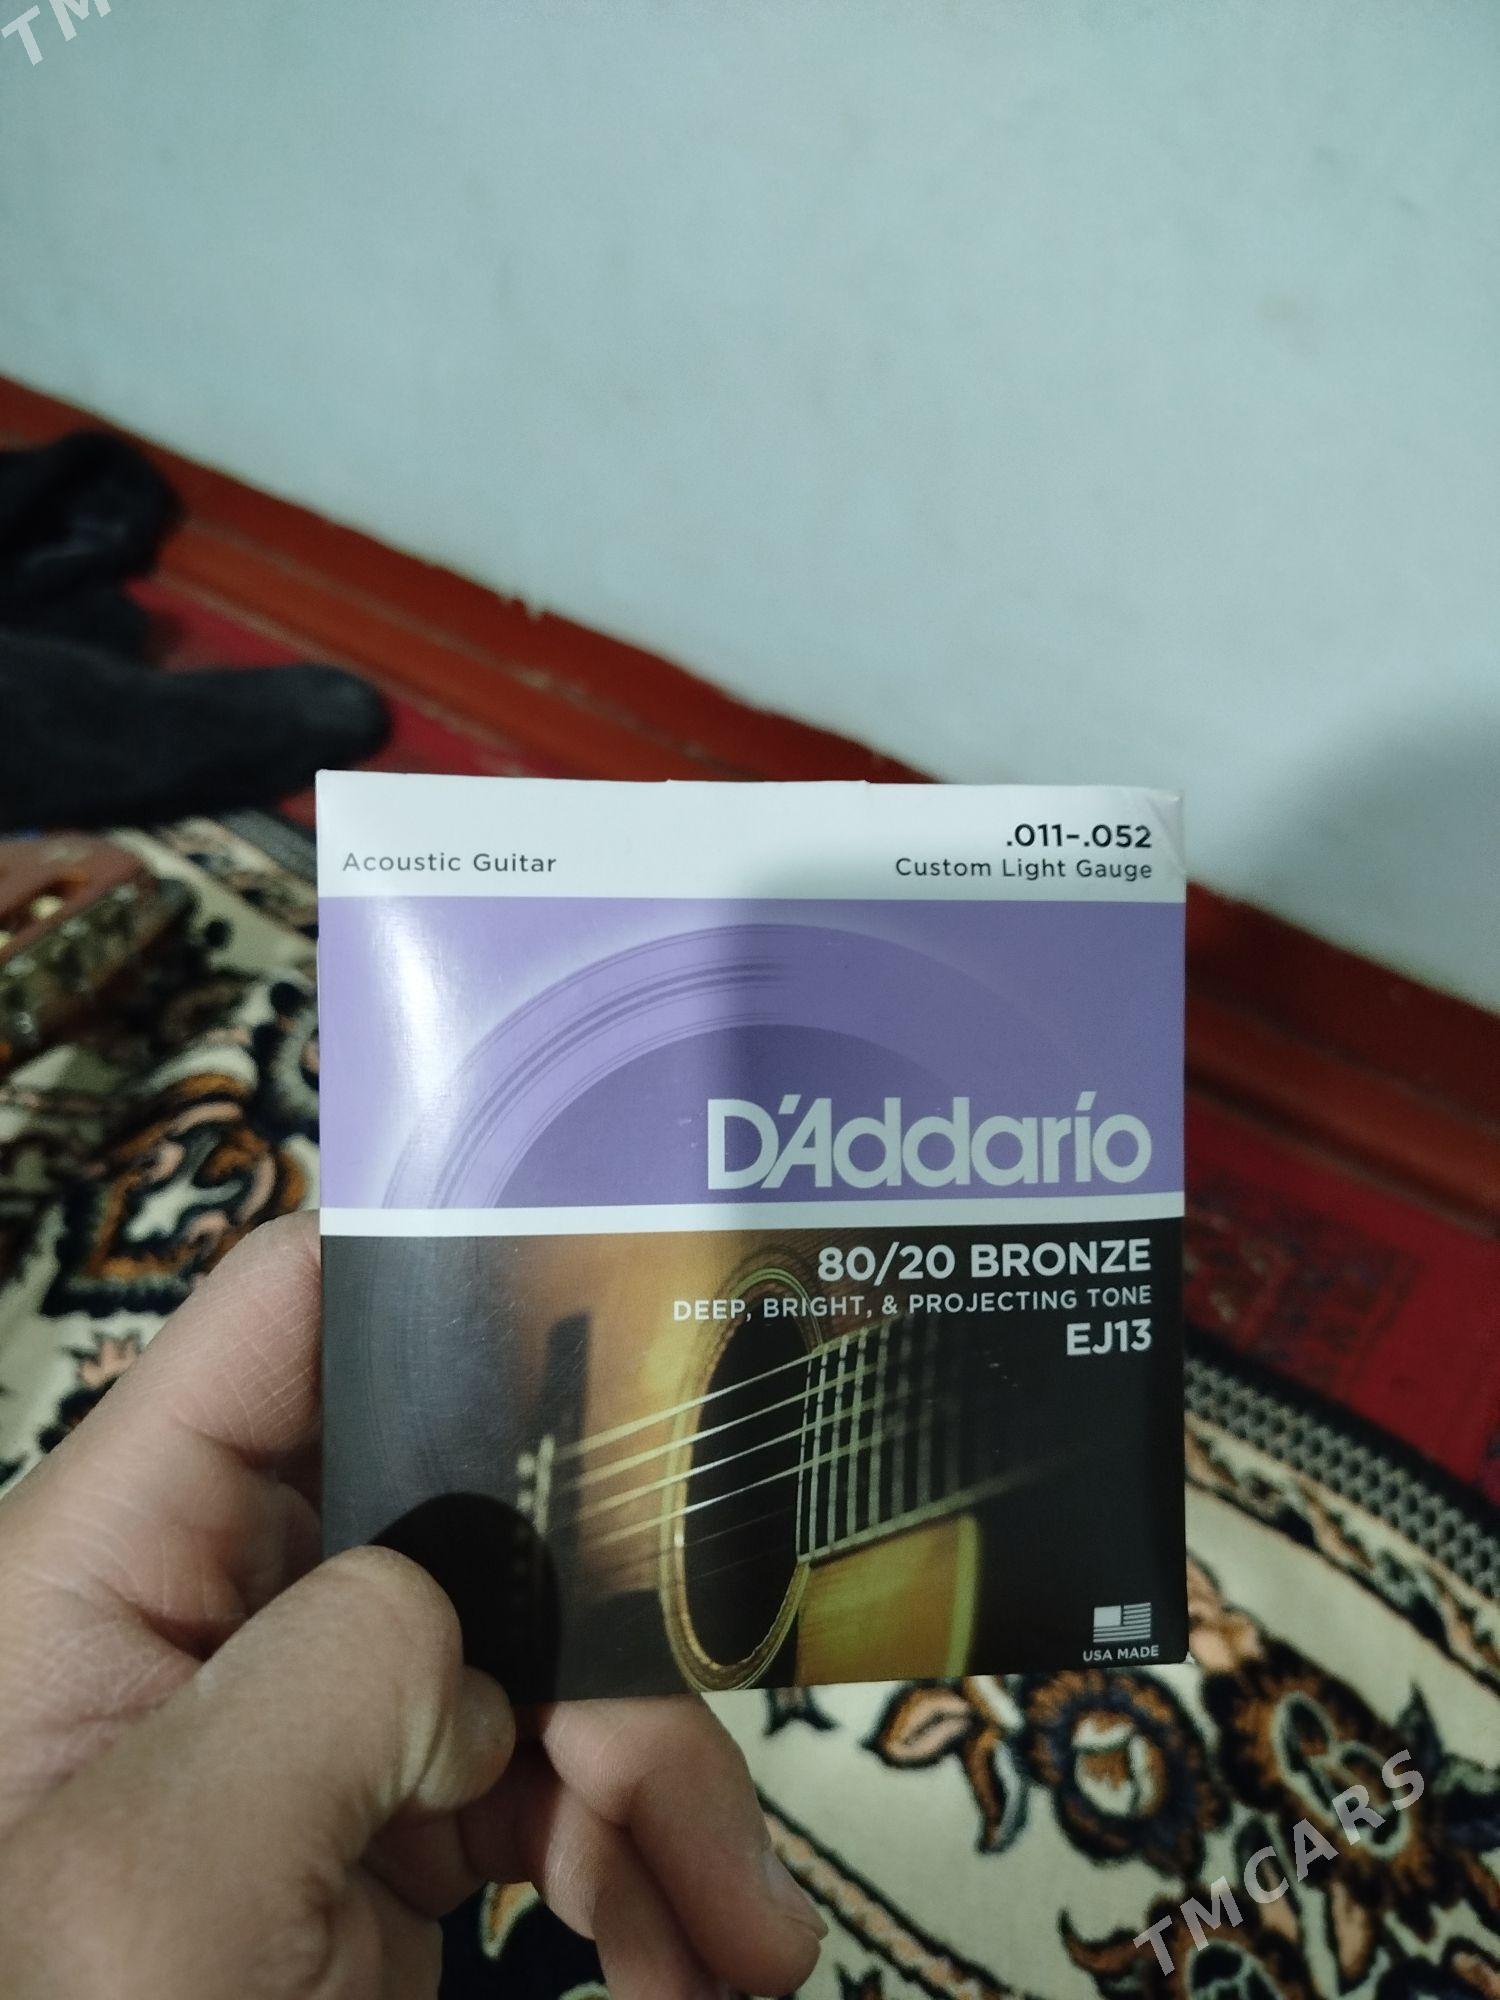 TM
.011-.052
Acoustic Guitar
Custom Light Gauge
D'Addario
80/20 BRONZE
DEEP, BRIGHT, & PROJECTING TONE
EJ13
USA MADE
TMCARS